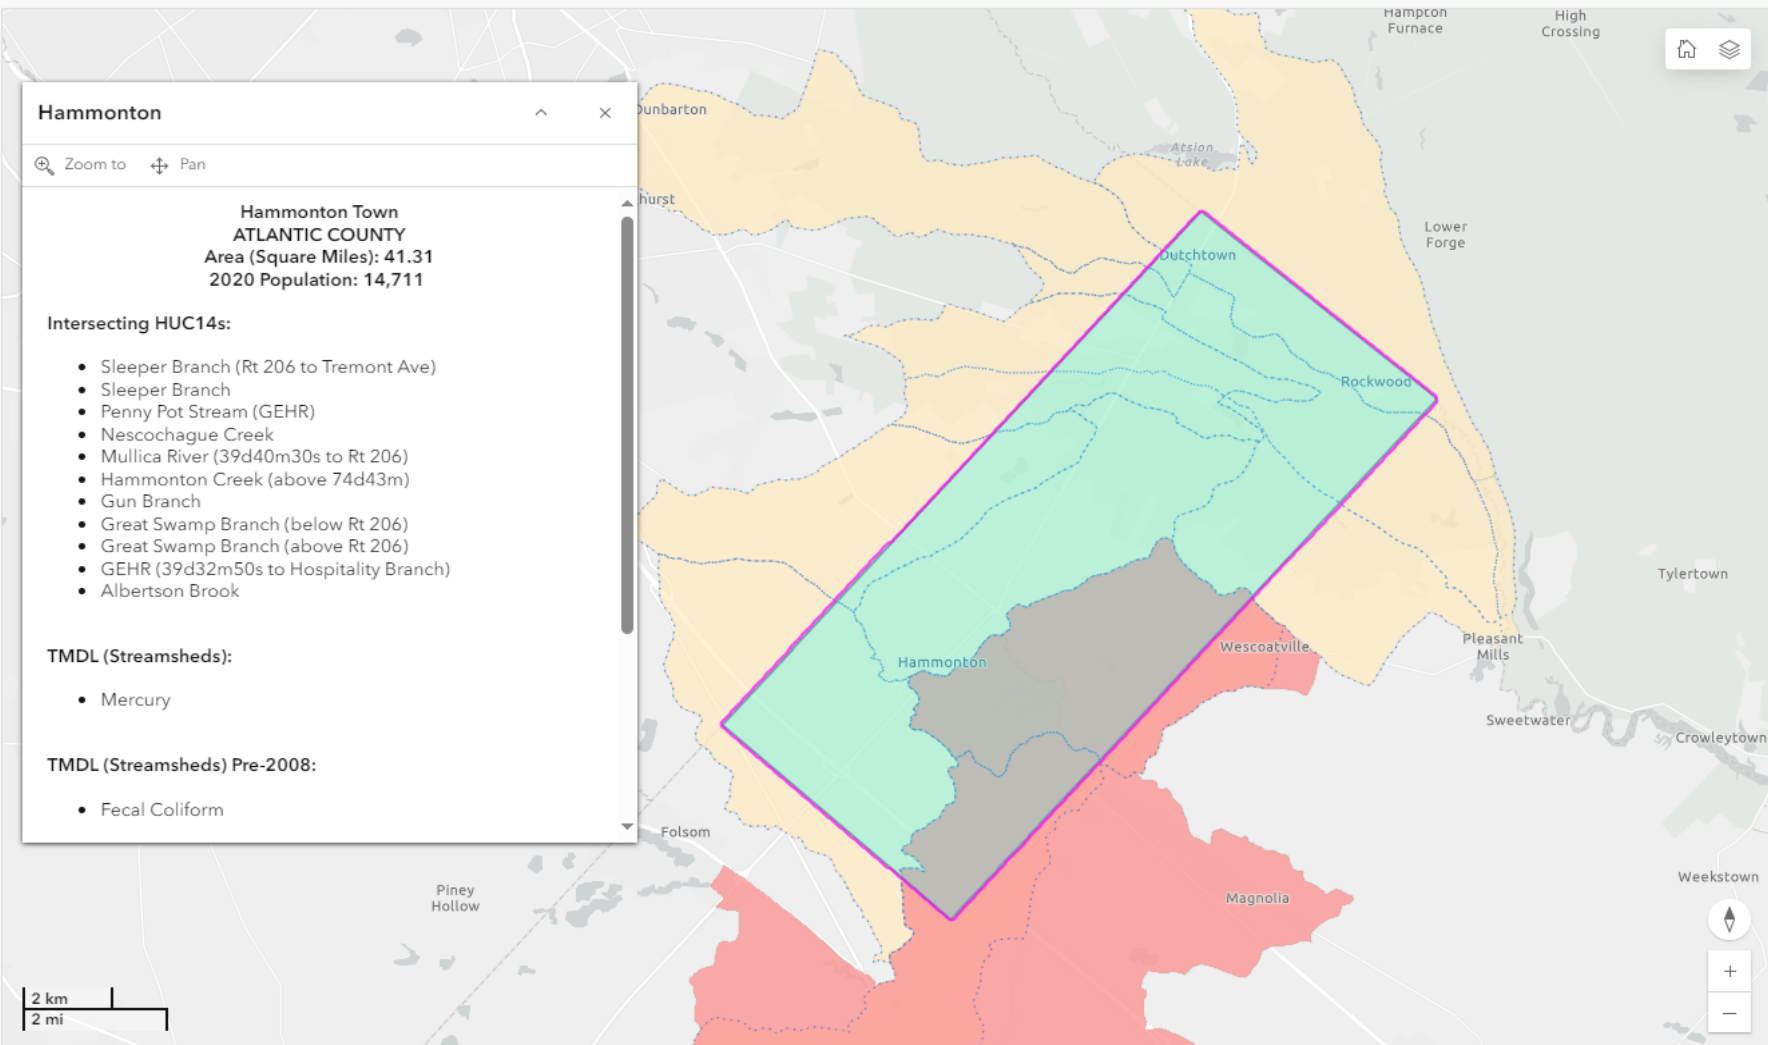 Hammonton
Zoom to
Pan
Hammonton Town
ATLANTIC COUNTY
Area (Square Miles): 41.31
2020 Population: 14,711
Intersecting HUC14s:
Sleeper Branch (Rt 206 to Tremont Ave)
Sleeper Branch
Penny Pot Stream (GEHR)
Nescochague Creek
Mullica River (39d40m30s to Rt 206)
Hammonton Creek (above 74d43m)
Gun Branch
Great Swamp Branch (below Rt 206)
Great Swamp Branch (above Rt 206)
GEHR (39d32m50s to Hospitality Branch)
Albertson Brook
TMDL (Streamsheds):
Mercury
TMDL (Streamsheds) Pre-2008:
Fecal Coliform
Hampton
Furnace
High
Crossing
Dunbarton
Atsion
Lake
hurst
Lower
Forge
Dutchtown
Rockwood
Tylertown
Pleasant
Mills
Wescoatville
Hammonton
Sweetwater
Crowleytown
Folsom
Piney
Hollow
Magnolia
Weekstown
2 km
2 mi